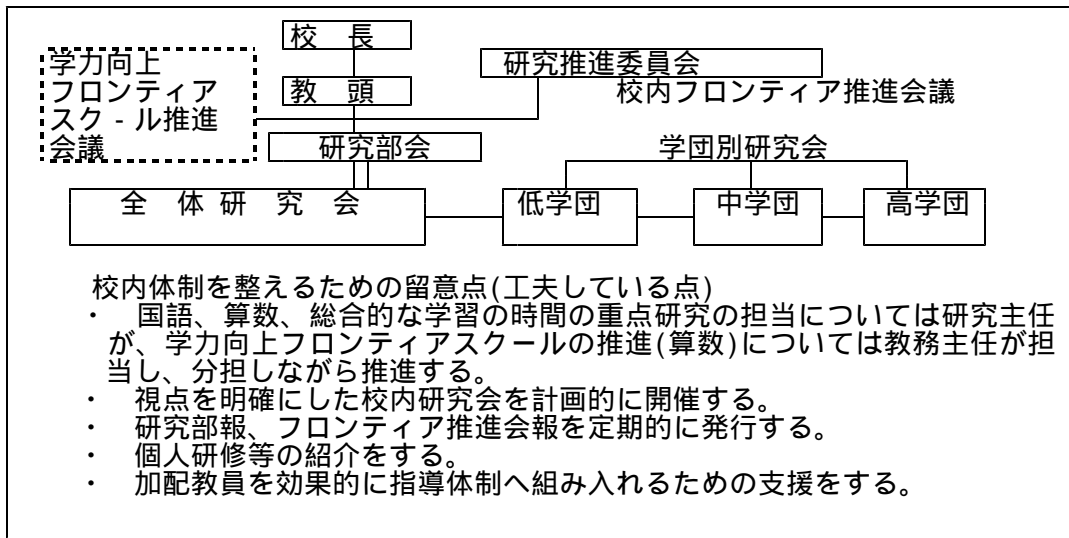 校 長
学力向上
フロンティア
スク‐ル推進
会議
研究推進委員会
教 頭
校内フロンティア推進会議
研究部会
学団別研究会
全 体 研 究 会
低学団
中学団
高学団
校内体制を整えるための留意点(工夫している点)
・ 国語、算数、総合的な学習の時間の重点研究の担当については研究主任
が、学力向上フロンティアスクールの推進(算数)については教務主任が担
当し、分担しながら推進する。
・ 視点を明確にした校内研究会を計画的に開催する。
・ 研究部報、フロンティア推進会報を定期的に発行する。
・ 個人研修等の紹介をする。
・ 加配教員を効果的に指導体制へ組み入れるための支援をする。